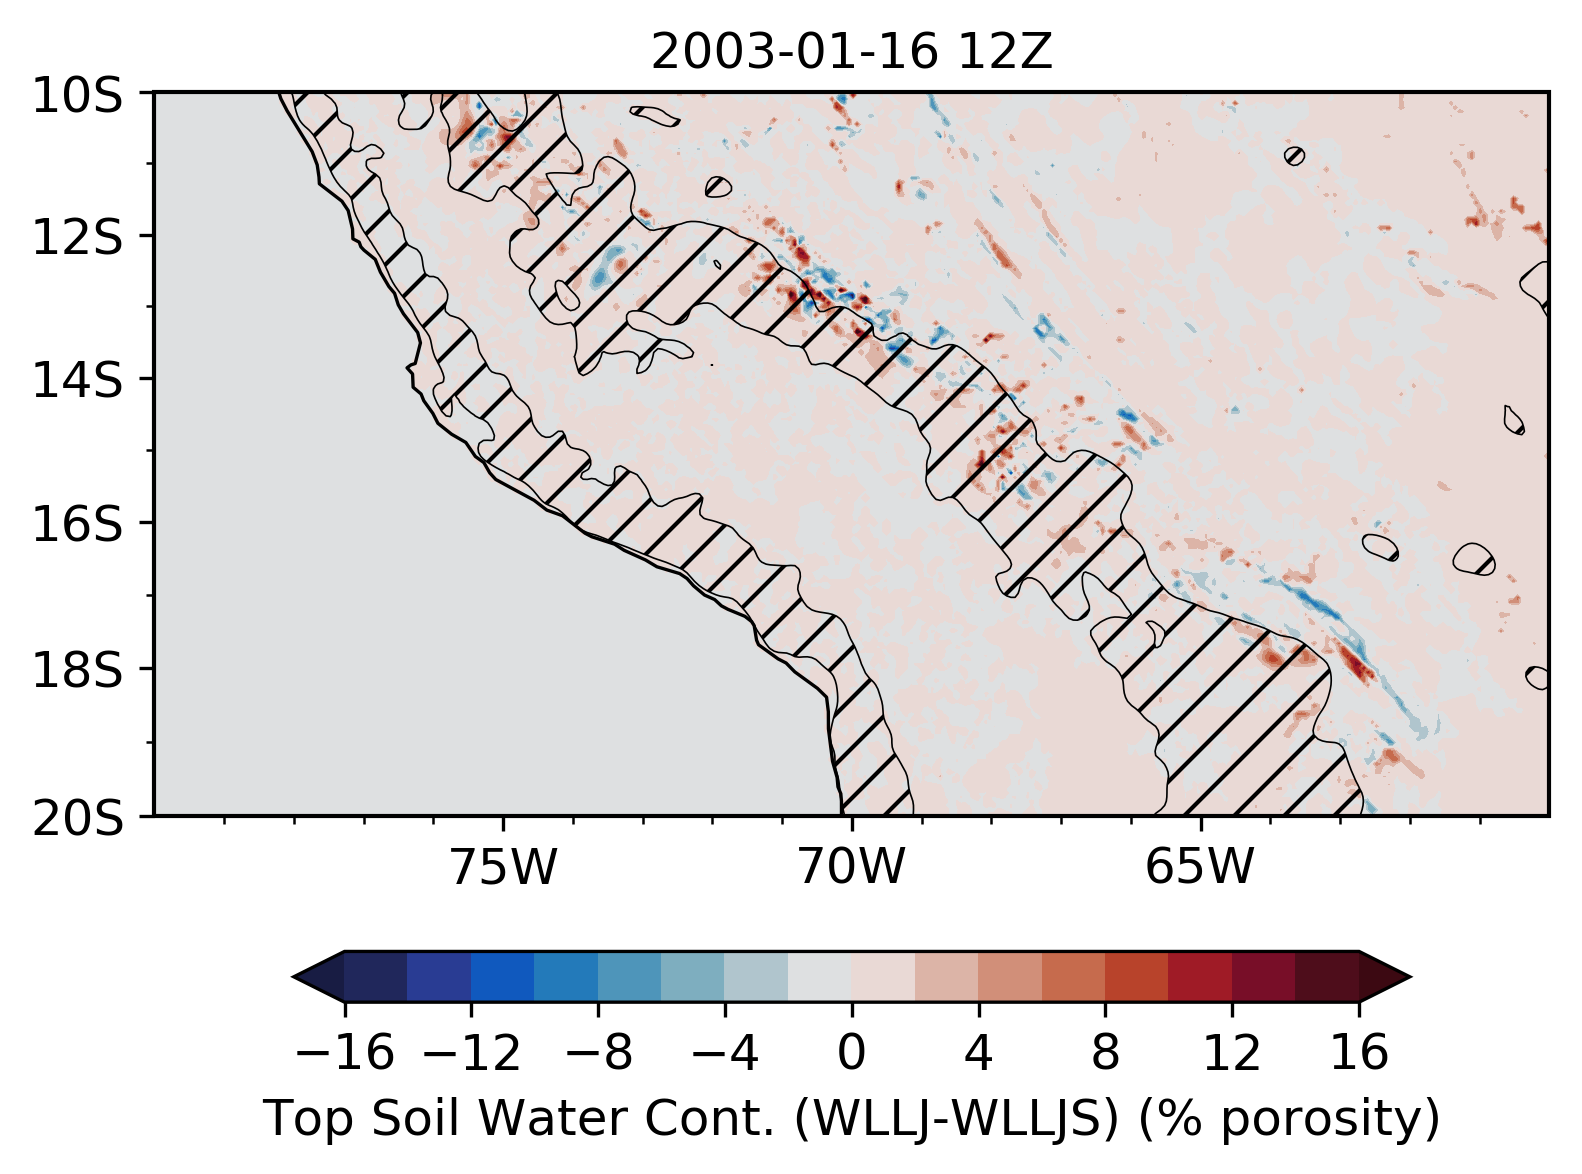 2003-01-16 12Z
10S
12S
14S
16S
18S
20S
75W 70W 65W
−16 −12 −8 −4 0 4 8 12 16
Top Soil Water Cont. (WLLJ-WLLJS) (% porosity)